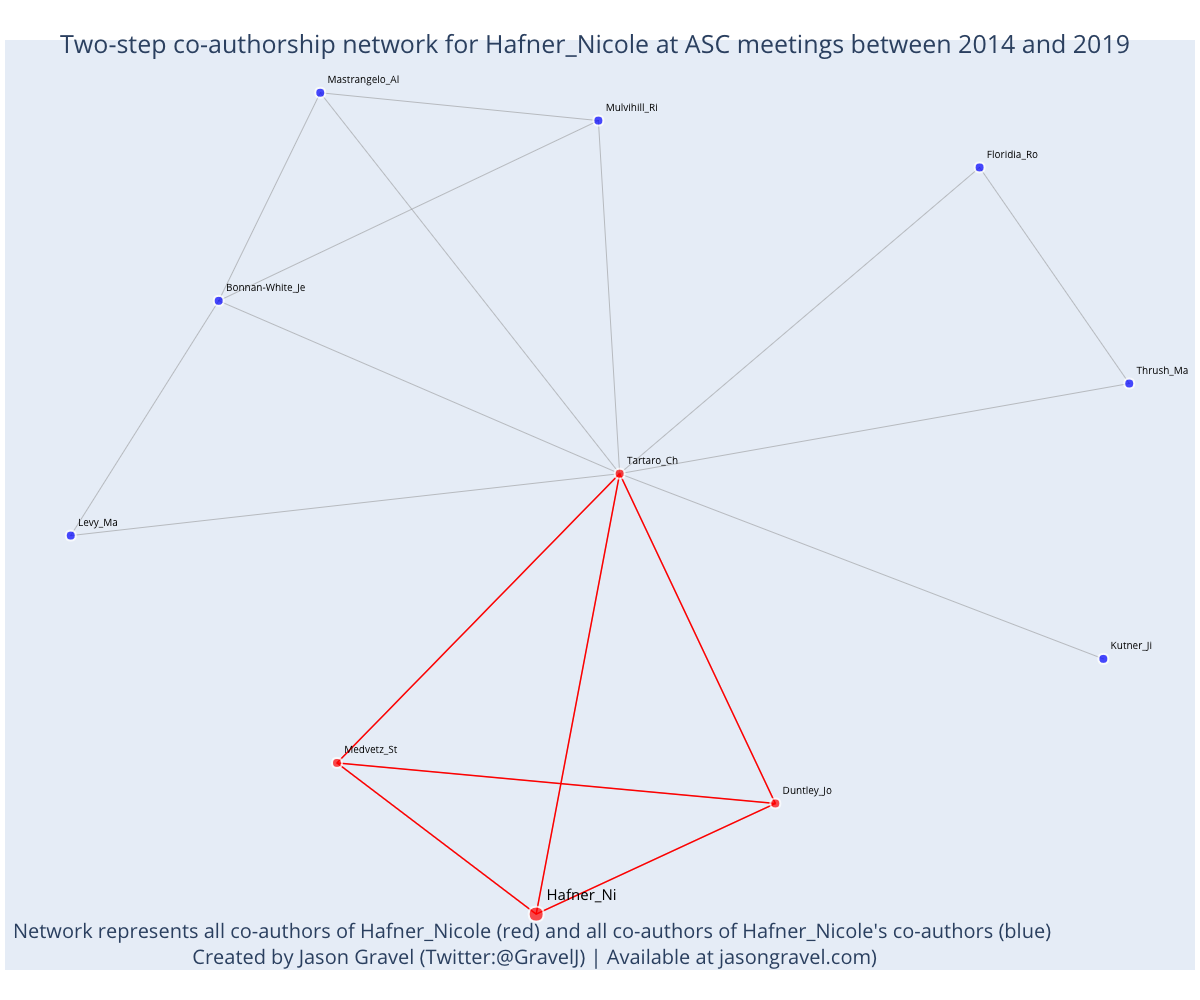 Two-step co-authorship network for Hafner_Nicole at ASC meetings between 2014 and 2019
Mastrangelo_Al
Mulvihill_Ri
Floridia_Ro
Bonnan-White_Je
Thrush_Ma
Tartaro_Ch
Levy_Ma
Kutner_Ji
Medvetz_St
Duntley_Jo
Hafner_Ni
Network represents all co-authors of Hafner_Nicole (red) and all co-authors of Hafner_Nicole's co-authors (blue)
Created by Jason Gravel (Twitter:@GravelJ) | Available at jasongravel.com)